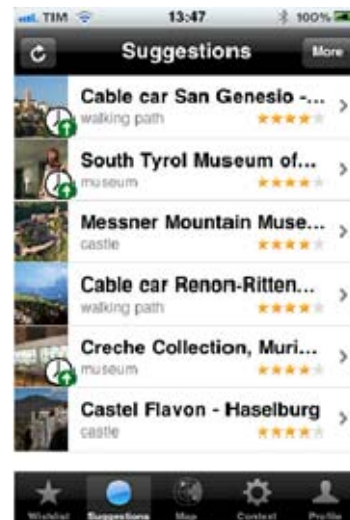 TIM 13:47 100%
Suggestions More
Cable car San Genesio -...
walking path
South Tyrol Museum of...
museum
Messner Mountain Muse...
castle
Cable car Renon-Ritten...
walking path
Creche Collection, Muri...
museum
Castel Flavon - Haselburg
castle
Wishlist Suggestions Map Context Profile